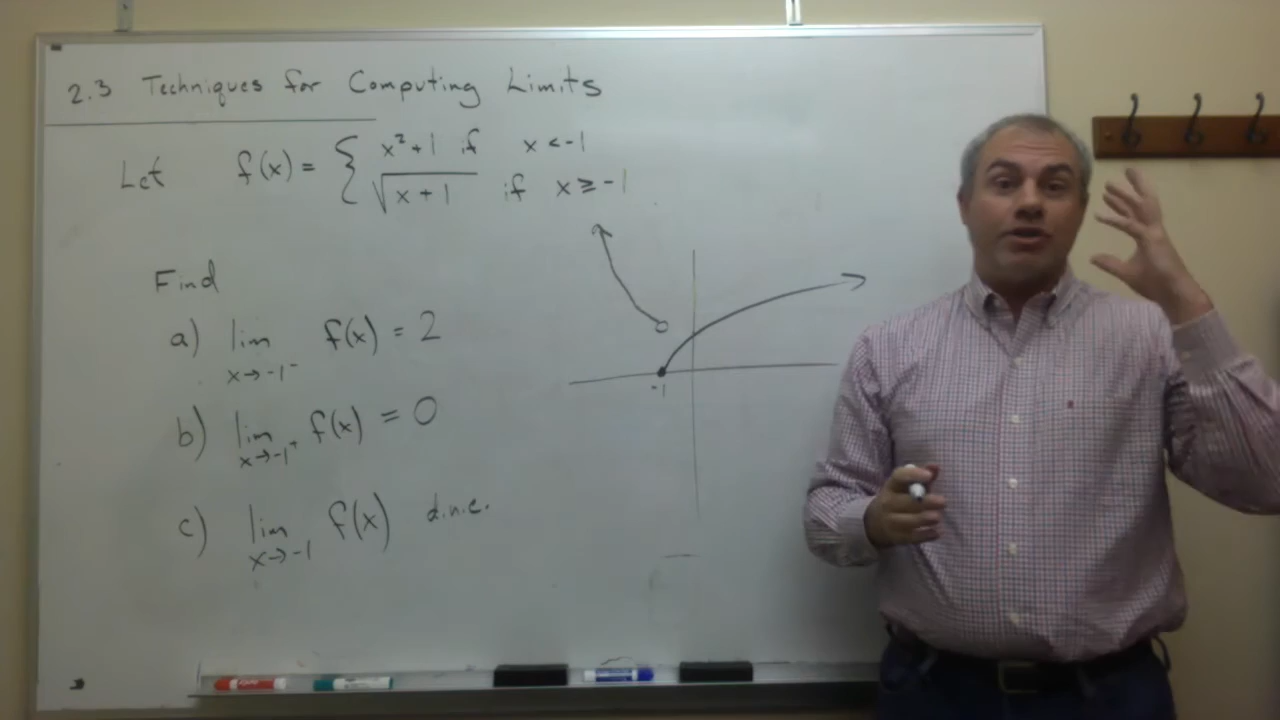 2.3 Techniques for Computing Limits
Let f(x) = { x²+1 if x < -1
√x+1 if x ≥ -1
Find
a) lim f(x) = 2
x→-1⁻
b) lim f(x) = 0
x→-1⁺
c) lim f(x) d.n.e.
x→-1
-1